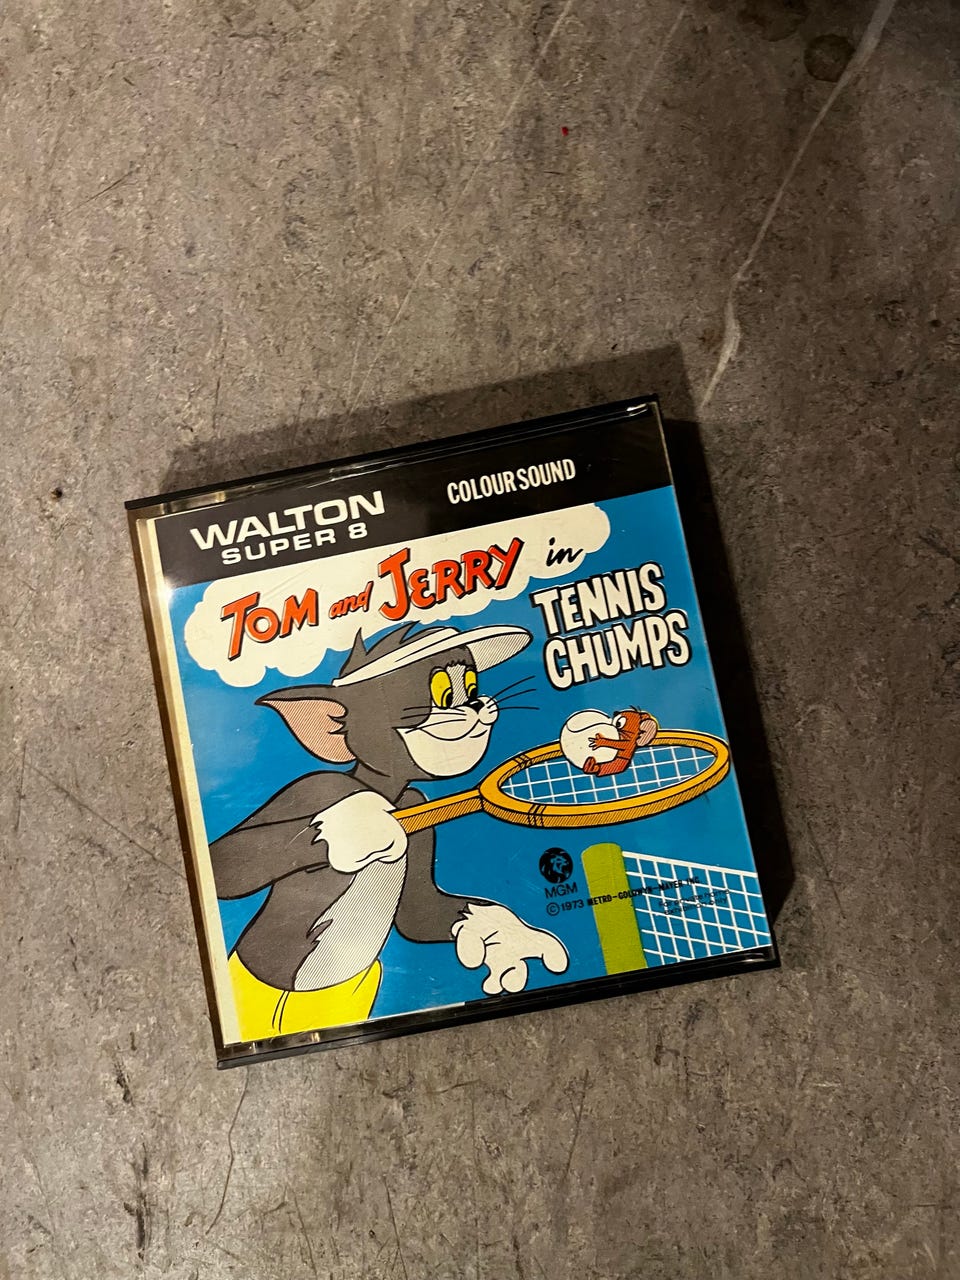 WALTON
SUPER 8
COLOUR SOUND
TOM and JERRY in
TENNIS
CHUMPS
MGM
© 1973 METRO-GOLDWYN-MAYER INC.